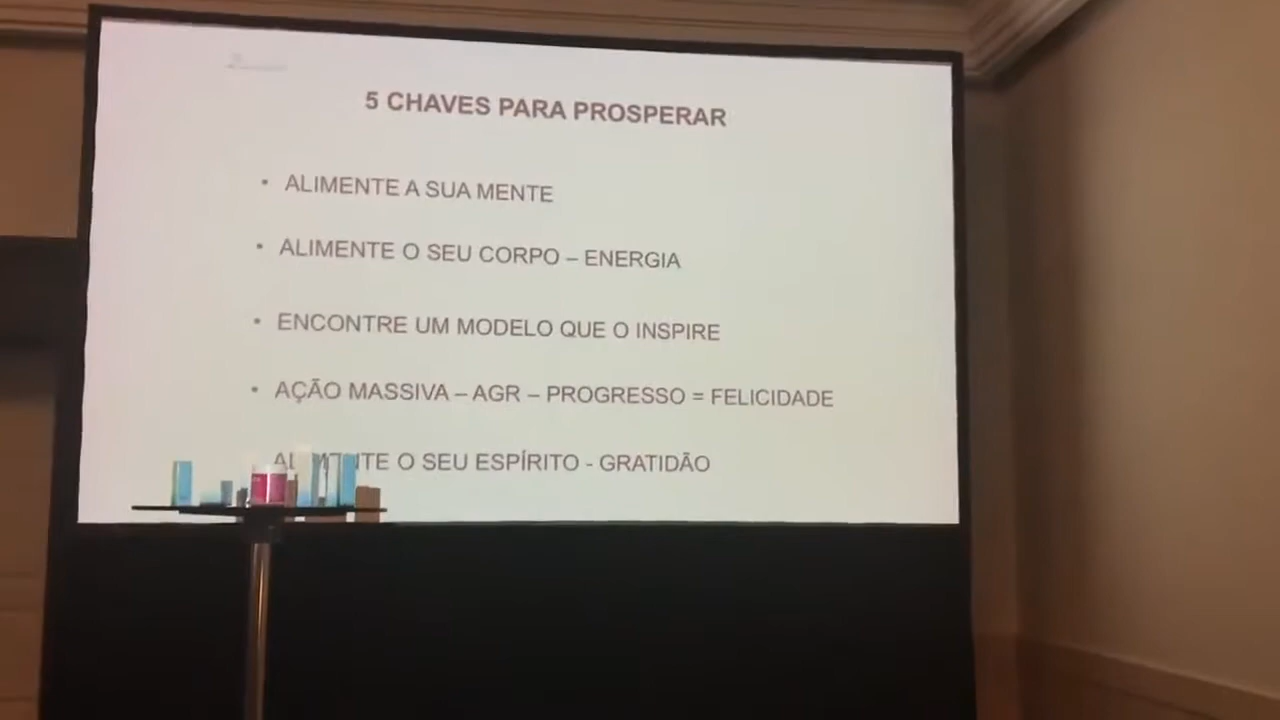 5 CHAVES PARA PROSPERAR
• ALIMENTE A SUA MENTE
• ALIMENTE O SEU CORPO – ENERGIA
• ENCONTRE UM MODELO QUE O INSPIRE
• AÇÃO MASSIVA – AGR – PROGRESSO = FELICIDADE
ALIMENTE O SEU ESPÍRITO - GRATIDÃO